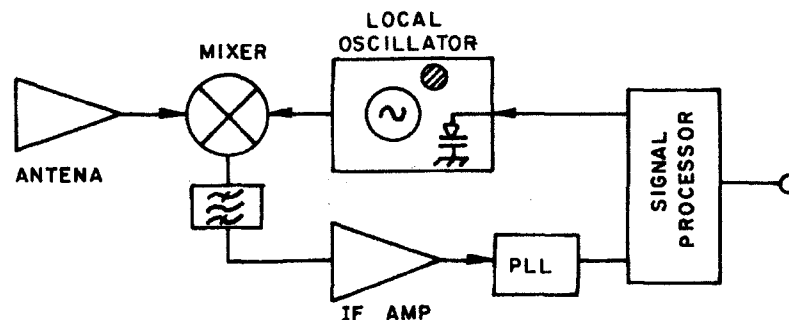 LOCAL
OSCILLATOR
MIXER
ANTENA
SIGNAL
PROCESSOR
PLL
IF AMP